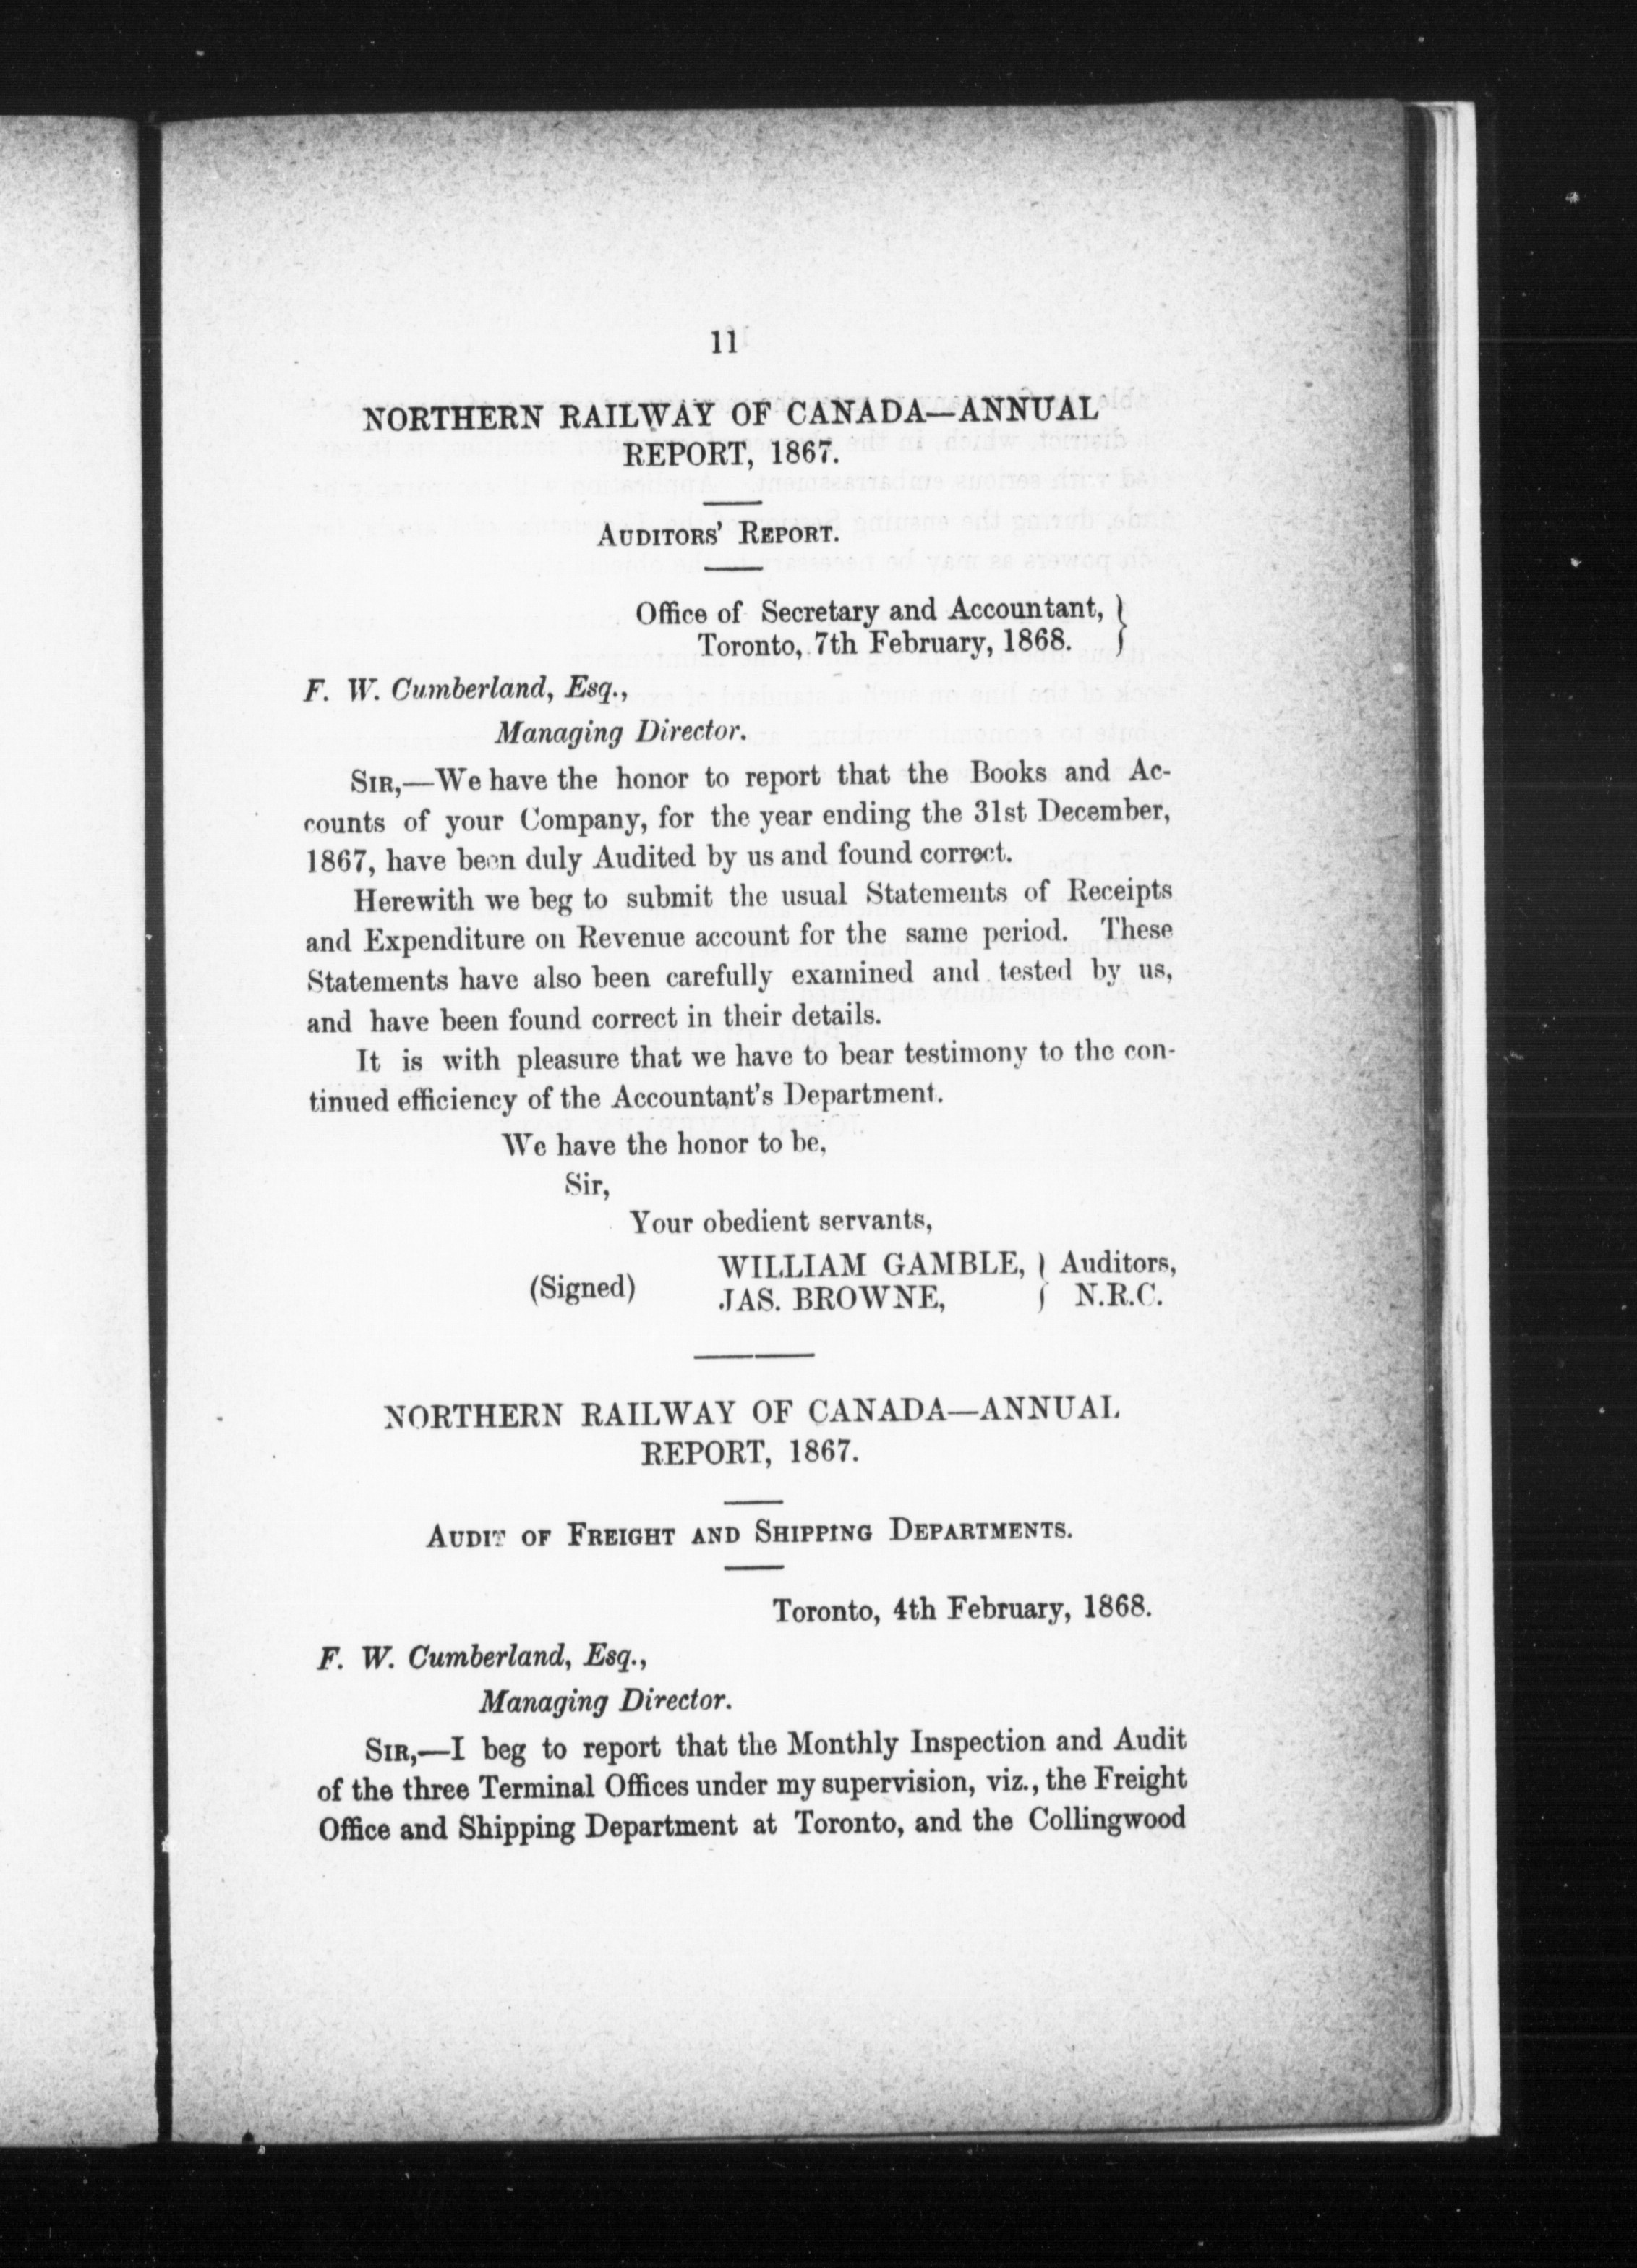 11
NORTHERN RAILWAY OF CANADA—ANNUAL
REPORT, 1867.
AUDITORS' REPORT.
Office of Secretary and Accountant,
Toronto, 7th February, 1868.
F. W. Cumberland, Esq.,
Managing Director.
SIR,—We have the honor to report that the Books and Ac-
counts of your Company, for the year ending the 31st December,
1867, have been duly Audited by us and found correct.
Herewith we beg to submit the usual Statements of Receipts
and Expenditure on Revenue account for the same period. These
Statements have also been carefully examined and tested by us,
and have been found correct in their details.
It is with pleasure that we have to bear testimony to the con-
tinued efficiency of the Accountant's Department.
We have the honor to be,
Sir,
Your obedient servants,
(Signed) WILLIAM GAMBLE, } Auditors,
JAS. BROWNE, } N.R.C.
NORTHERN RAILWAY OF CANADA—ANNUAL
REPORT, 1867.
AUDIT OF FREIGHT AND SHIPPING DEPARTMENTS.
Toronto, 4th February, 1868.
F. W. Cumberland, Esq.,
Managing Director.
SIR,—I beg to report that the Monthly Inspection and Audit
of the three Terminal Offices under my supervision, viz., the Freight
Office and Shipping Department at Toronto, and the Collingwood